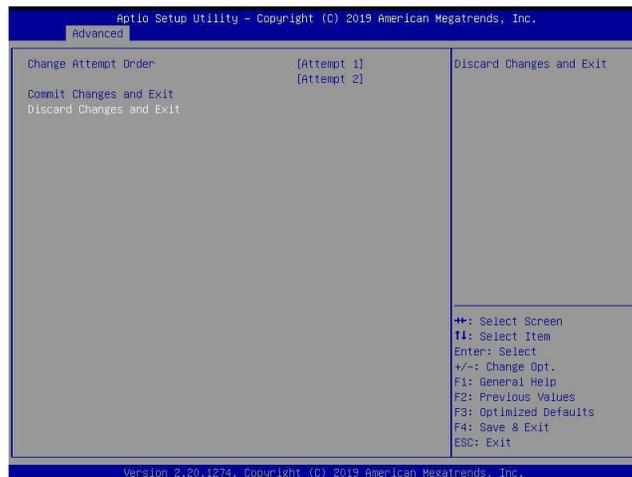 Aptio Setup Utility – Copyright (C) 2019 American Megatrends, Inc.
Advanced
Change Attempt Order [Attempt 1]
[Attempt 2]
Commit Changes and Exit
Discard Changes and Exit
Discard Changes and Exit
→←: Select Screen
↑↓: Select Item
Enter: Select
+/-: Change Opt.
F1: General Help
F2: Previous Values
F3: Optimized Defaults
F4: Save & Exit
ESC: Exit
Version 2.20.1274. Copyright (C) 2019 American Megatrends, Inc.